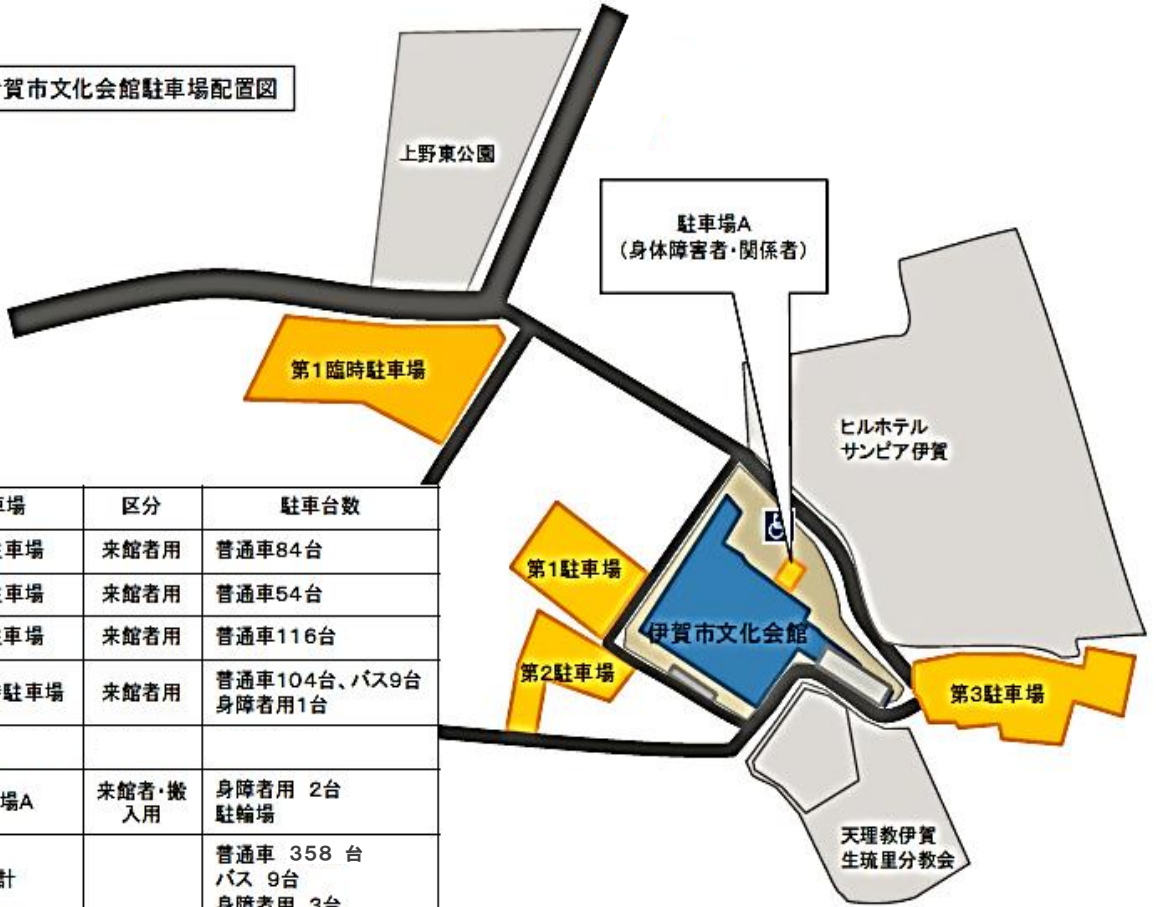 賀市文化会館駐車場配置図
上野東公園
駐車場A
（身体障害者・関係者）
第1臨時駐車場
ヒルホテル
サンピア伊賀
第1駐車場
伊賀市文化会館
第2駐車場
第3駐車場
天理教伊賀
生琉里分教会
車場 区分 駐車台数
車場 来館者用 普通車84台
車場 来館者用 普通車54台
車場 来館者用 普通車116台
駐車場 来館者用 普通車104台、バス9台
身障者用1台
場A 来館者・搬
入用 身障者用 2台
駐輪場
計 普通車 358 台
バス 9台
身障者用 3台